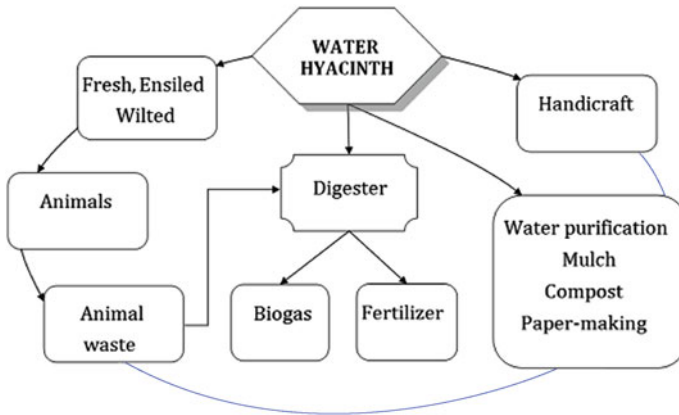 WATER
HYACINTH
Fresh, Ensiled
Wilted
Handicraft
Animals
Digester
Water purification
Mulch
Compost
Paper-making
Animal
waste
Biogas
Fertilizer